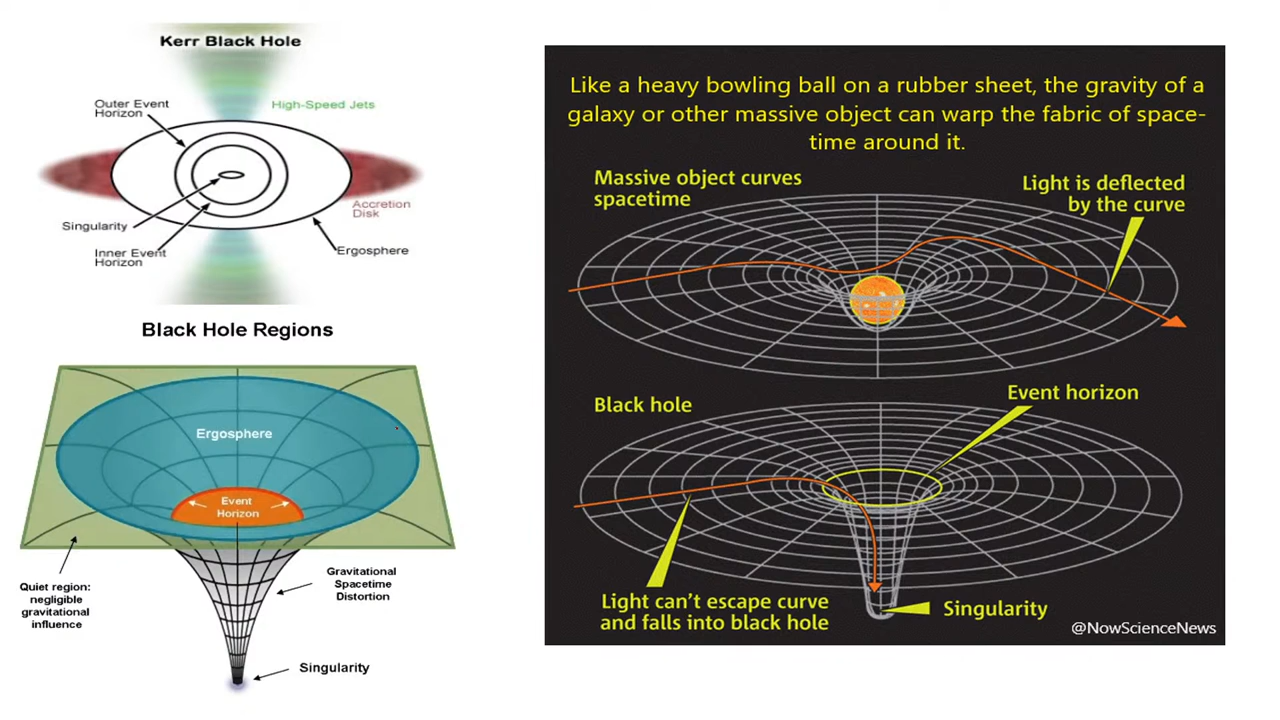 Kerr Black Hole
Outer Event
Horizon
High-Speed Jets
Singularity
Accretion
Disk
Inner Event
Horizon
Ergosphere
Black Hole Regions
Ergosphere
Event
Horizon
Quiet region:
negligible
gravitational
influence
Gravitational
Spacetime
Distortion
Singularity
Like a heavy bowling ball on a rubber sheet, the gravity of a
galaxy or other massive object can warp the fabric of space-
time around it.
Massive object curves
spacetime
Light is deflected
by the curve
Black hole
Event horizon
Light can't escape curve
and falls into black hole
Singularity
@NowScienceNews